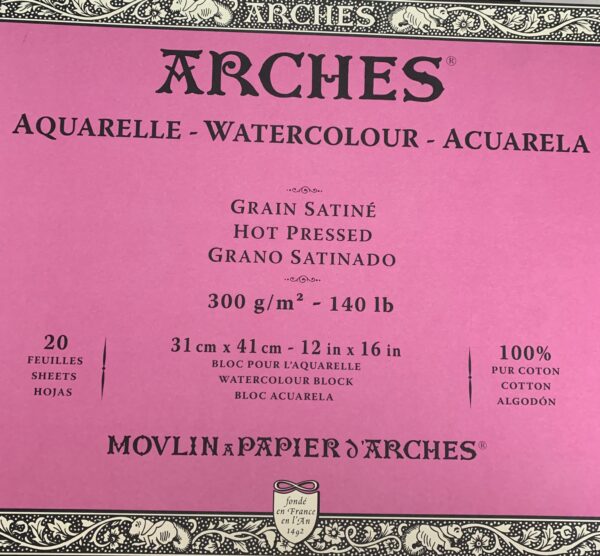 ARCHES
ARCHES®
AQUARELLE - WATERCOLOUR - ACUARELA
GRAIN SATINÉ
HOT PRESSED
GRANO SATINADO
300 g/m² - 140 lb
20
FEUILLES
SHEETS
HOJAS
31 cm x 41 cm - 12 in x 16 in
BLOC POUR L'AQUARELLE
WATERCOLOUR BLOCK
BLOC ACUARELA
100%
PUR COTON
COTTON
ALGODÓN
MOVLIN A PAPIER d'ARCHES®
fondé
en France
en l'An
1492